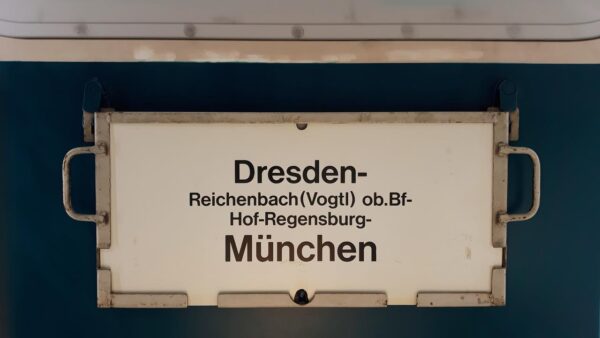 Dresden-
Reichenbach(Vogtl) ob.Bf-
Hof-Regensburg-
München